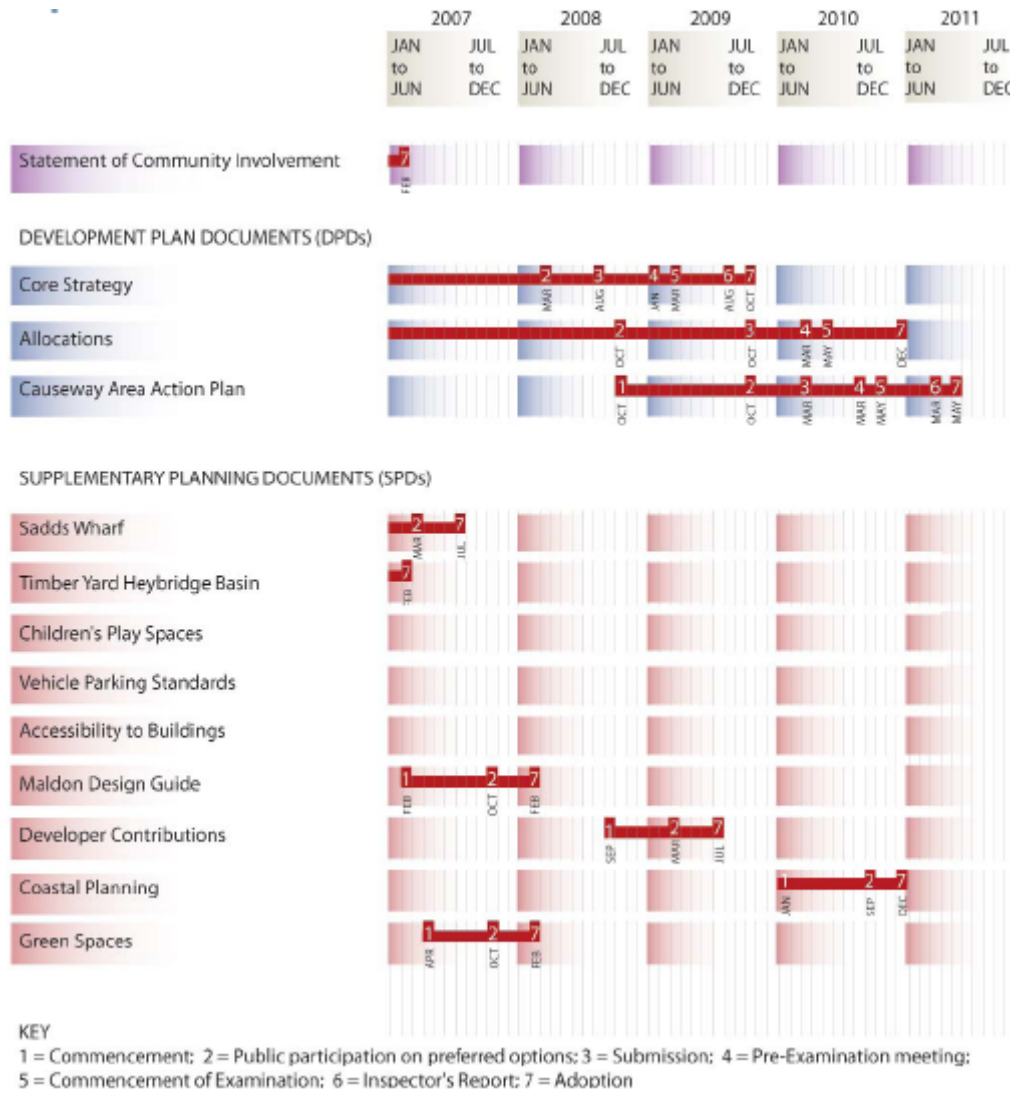 2007 2008 2009 2010 2011
JAN JUL JAN JUL JAN JUL JAN JUL JAN JUL
to to to to to to to to to to
JUN DEC JUN DEC JUN DEC JUN DEC JUN DEC
Statement of Community Involvement 7
FEB
DEVELOPMENT PLAN DOCUMENTS (DPDs)
Core Strategy 2 3 4 5 6 7
MAR AUG JAN MAR AUG OCT
Allocations 2 3 4 5 7
OCT OCT MAR MAY DEC
Causeway Area Action Plan 1 2 3 4 5 6 7
OCT OCT MAR MAR MAY MAR MAY
SUPPLEMENTARY PLANNING DOCUMENTS (SPDs)
Sadds Wharf 2 7
MAR JUL
Timber Yard Heybridge Basin 7
FEB
Children's Play Spaces
Vehicle Parking Standards
Accessibility to Buildings
Maldon Design Guide 1 2 7
FEB OCT FEB
Developer Contributions 1 2 7
SEP MAR JUL
Coastal Planning 1 2 7
JAN SEP DEC
Green Spaces 1 2 7
APR OCT FEB
KEY
1 = Commencement; 2 = Public participation on preferred options; 3 = Submission; 4 = Pre-Examination meeting;
5 = Commencement of Examination; 6 = Inspector's Report; 7 = Adoption